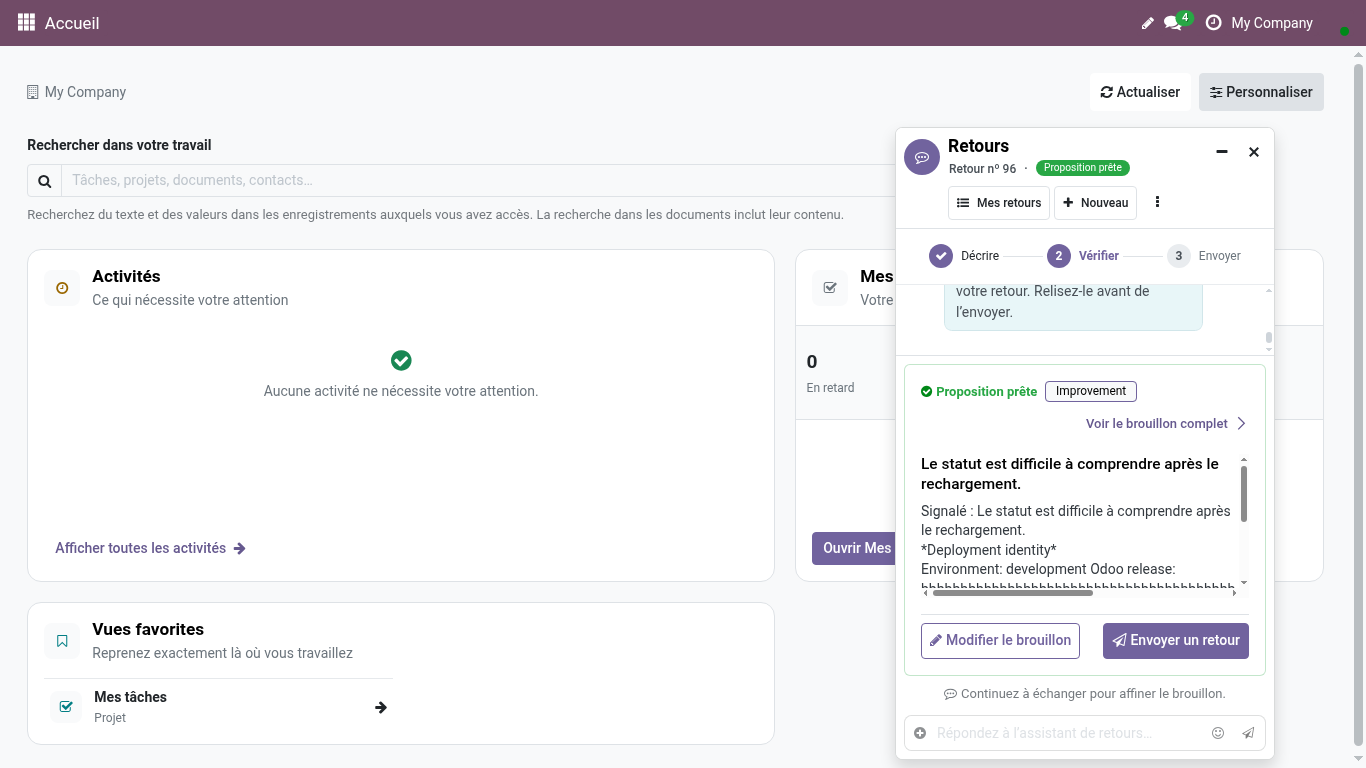 Accueil
4
My Company
My Company
Actualiser
Personnaliser
Rechercher dans votre travail
Tâches, projets, documents, contacts...
Recherchez du texte et des valeurs dans les enregistrements auxquels vous avez accès. La recherche dans les documents inclut leur contenu.
Activités
Ce qui nécessite votre attention
Aucune activité ne nécessite votre attention.
Afficher toutes les activités
Mes
Votre
0
En retard
Ouvrir Mes
Vues favorites
Reprenez exactement là où vous travaillez
Mes tâches
Projet
Retours
Retour nº 96 · Proposition prête
Mes retours
Nouveau
Décrire
2 Vérifier
3 Envoyer
votre retour. Relisez-le avant de
l’envoyer.
Proposition prête
Improvement
Voir le brouillon complet
Le statut est difficile à comprendre après le
rechargement.
Signalé : Le statut est difficile à comprendre après
le rechargement.
*Deployment identity*
Environment: development Odoo release:
Modifier le brouillon
Envoyer un retour
Continuez à échanger pour affiner le brouillon.
Répondez à l’assistant de retours...